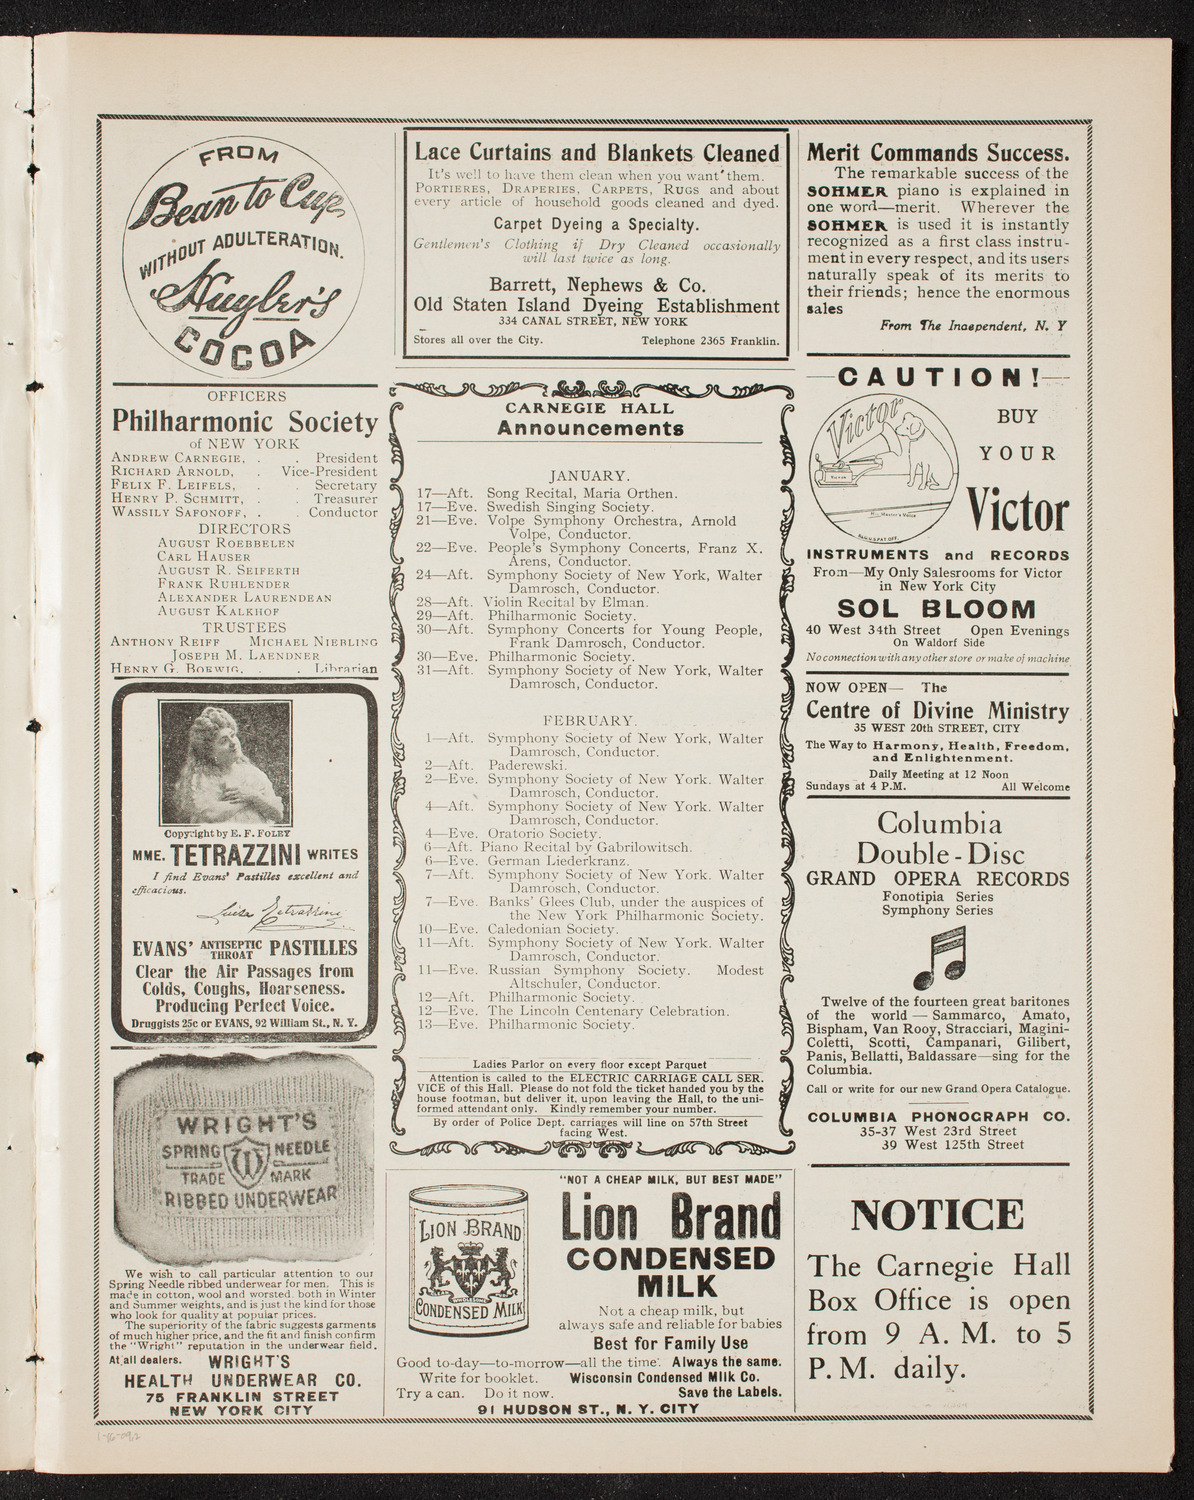 FROM
Bean to Cup
WITHOUT ADULTERATION.
Huyler's
COCOA
OFFICERS
Philharmonic Society
of NEW YORK
ANDREW CARNEGIE, . . President
RICHARD ARNOLD, . Vice-President
FELIX F. LEIFELS, . Secretary
HENRY P. SCHMITT, . . Treasurer
WASSILY SAFONOFF, . . Conductor
DIRECTORS
AUGUST ROEBBELEN
CARL HAUSER
AUGUST R. SEIFERTH
FRANK RUHLENDER
ALEXANDER LAURENDEAN
AUGUST KALKHOF
TRUSTEES
ANTHONY REIFF MICHAEL NIEBLING
JOSEPH M. LAENDNER
HENRY G. BOEWIG, . . Librarian
Copyright by E. F. FOLEY
MME. TETRAZZINI WRITES
I find Evans' Pastilles excellent and
efficacious.
Luisa Tetrazzini
EVANS' ANTISEPTIC THROAT PASTILLES
Clear the Air Passages from
Colds, Coughs, Hoarseness.
Producing Perfect Voice.
Druggists 25c or EVANS, 92 William St., N. Y.
WRIGHT'S
SPRING NEEDLE
W
TRADE MARK
RIBBED UNDERWEAR
We wish to call particular attention to our
Spring Needle ribbed underwear for men. This is
made in cotton, wool and worsted, both in Winter
and Summer weights, and is just the kind for those
who look for quality at popular prices.
The superiority of the fabric suggests garments
of much higher price, and the fit and finish confirm
the "Wright" reputation in the underwear field.
At all dealers. WRIGHT'S
HEALTH UNDERWEAR CO.
75 FRANKLIN STREET
NEW YORK CITY
Lace Curtains and Blankets Cleaned
It's well to have them clean when you want them.
PORTIERES, DRAPERIES, CARPETS, RUGS and about
every article of household goods cleaned and dyed.
Carpet Dyeing a Specialty.
Gentlemen's Clothing if Dry Cleaned occasionally
will last twice as long.
Barrett, Nephews & Co.
Old Staten Island Dyeing Establishment
334 CANAL STREET, NEW YORK
Stores all over the City. Telephone 2365 Franklin.
CARNEGIE HALL
Announcements
JANUARY.
17—Aft. Song Recital, Maria Orthen.
17—Eve. Swedish Singing Society.
21—Eve. Volpe Symphony Orchestra, Arnold
Volpe, Conductor.
22—Eve. People's Symphony Concerts, Franz X.
Arens, Conductor.
24—Aft. Symphony Society of New York, Walter
Damrosch, Conductor.
28—Aft. Violin Recital by Elman.
29—Aft. Philharmonic Society.
30—Aft. Symphony Concerts for Young People,
Frank Damrosch, Conductor.
30—Eve. Philharmonic Society.
31—Aft. Symphony Society of New York, Walter
Damrosch, Conductor.
FEBRUARY.
1—Aft. Symphony Society of New York, Walter
Damrosch, Conductor.
2—Aft. Paderewski.
2—Eve. Symphony Society of New York. Walter
Damrosch, Conductor.
4—Aft. Symphony Society of New York. Walter
Damrosch, Conductor.
4—Eve. Oratorio Society.
6—Aft. Piano Recital by Gabrilowitsch.
6—Eve. German Liederkranz.
7—Aft. Symphony Society of New York. Walter
Damrosch, Conductor.
7—Eve. Banks' Glees Club, under the auspices of
the New York Philharmonic Society.
10—Eve. Caledonian Society.
11—Aft. Symphony Society of New York. Walter
Damrosch, Conductor.
11—Eve. Russian Symphony Society. Modest
Altschuler, Conductor.
12—Aft. Philharmonic Society.
12—Eve. The Lincoln Centenary Celebration.
13—Eve. Philharmonic Society.
Ladies Parlor on every floor except Parquet
Attention is called to the ELECTRIC CARRIAGE CALL SER-
VICE of this Hall. Please do not fold the ticket handed you by the
house footman, but deliver it, upon leaving the Hall, to the uni-
formed attendant only. Kindly remember your number.
By order of Police Dept. carriages will line on 57th Street
facing West.
LION BRAND
CONDENSED MILK
"NOT A CHEAP MILK, BUT BEST MADE"
Lion Brand
CONDENSED
MILK
Not a cheap milk, but
always safe and reliable for babies
Best for Family Use
Good to-day—to-morrow—all the time. Always the same.
Write for booklet. Wisconsin Condensed Milk Co.
Try a can. Do it now. Save the Labels.
91 HUDSON ST., N. Y. CITY
Merit Commands Success.
The remarkable success of the
SOHMER piano is explained in
one word—merit. Wherever the
SOHMER is used it is instantly
recognized as a first class instru-
ment in every respect, and its users
naturally speak of its merits to
their friends; hence the enormous
sales
From The Independent, N. Y
CAUTION!
Victor
VICTOR
His Master's Voice
REG.U.S.PAT.OFF.
BUY
YOUR
Victor
INSTRUMENTS and RECORDS
From—My Only Salesrooms for Victor
in New York City
SOL BLOOM
40 West 34th Street Open Evenings
On Waldorf Side
No connection with any other store or make of machine
NOW OPEN— The
Centre of Divine Ministry
35 WEST 20th STREET, CITY
The Way to Harmony, Health, Freedom,
and Enlightenment.
Daily Meeting at 12 Noon
Sundays at 4 P.M. All Welcome
Columbia
Double-Disc
GRAND OPERA RECORDS
Fonotipia Series
Symphony Series
Twelve of the fourteen great baritones
of the world — Sammarco, Amato,
Bispham, Van Rooy, Stracciari, Magini-
Coletti, Scotti, Campanari, Gilibert,
Panis, Bellatti, Baldassare—sing for the
Columbia.
Call or write for our new Grand Opera Catalogue.
COLUMBIA PHONOGRAPH CO.
35-37 West 23rd Street
39 West 125th Street
NOTICE
The Carnegie Hall
Box Office is open
from 9 A. M. to 5
P. M. daily.